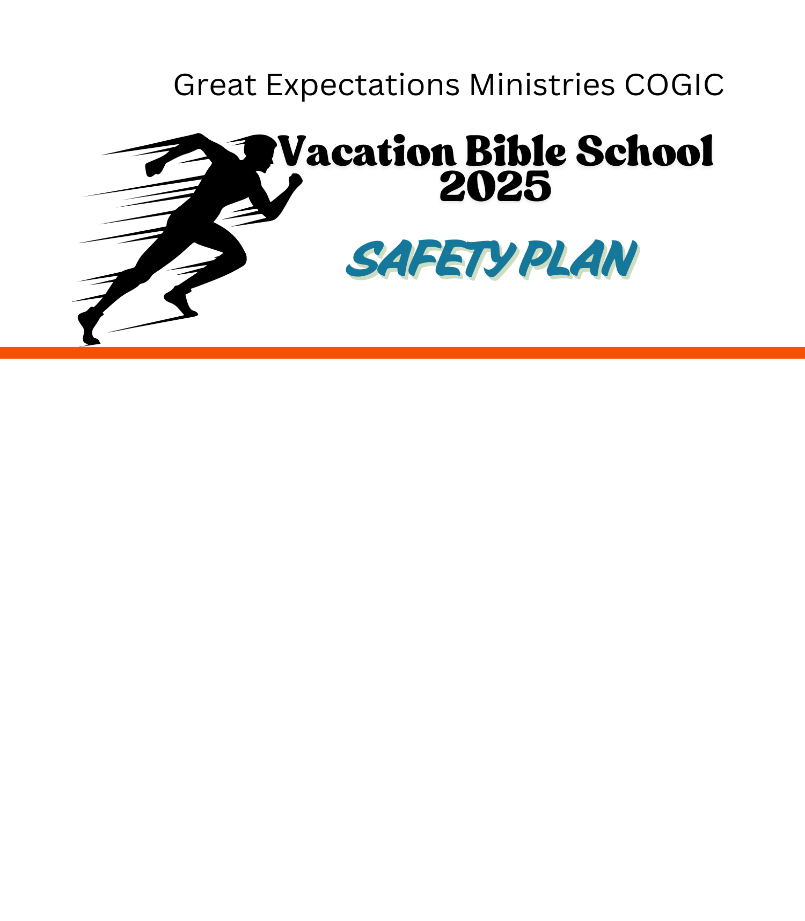 Great Expectations Ministries COGIC
Vacation Bible School
2025
SAFETY PLAN